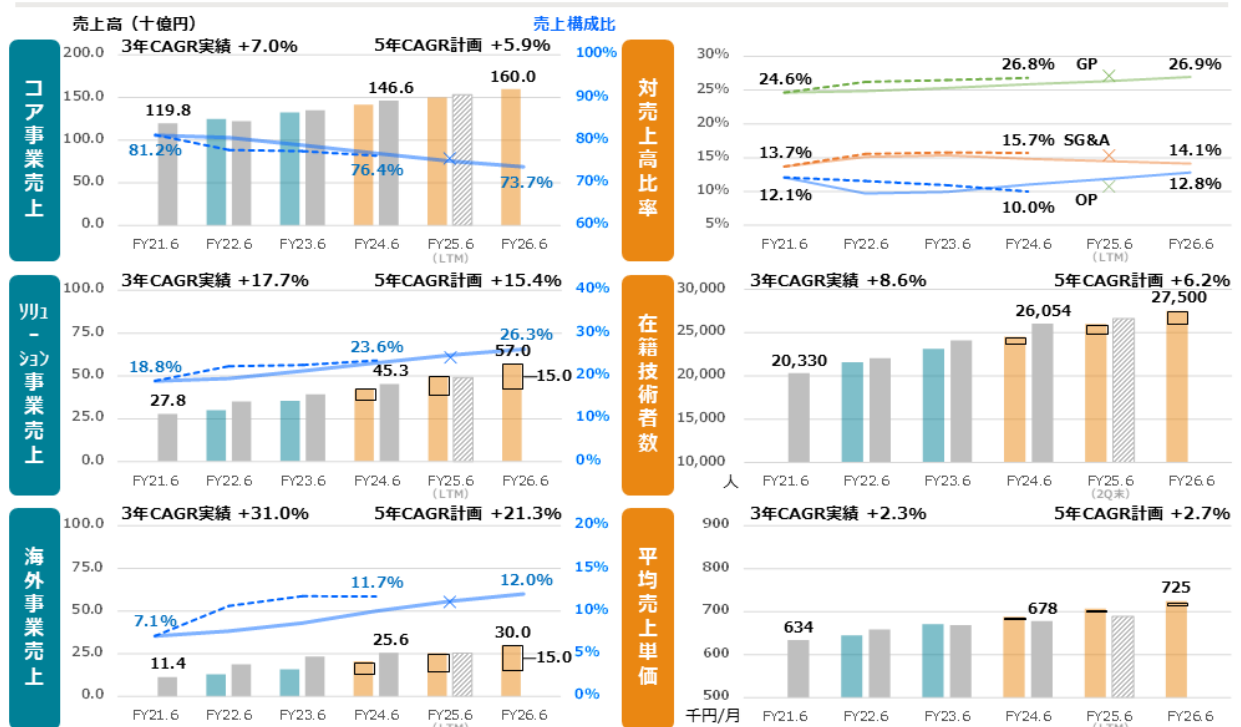 売上高（十億円）
売上構成比
コア事業売上
3年CAGR実績 +7.0%
5年CAGR計画 +5.9%
200.0
150.0
100.0
50.0
0.0
119.8
146.6
160.0
81.2%
76.4%
73.7%
100%
90%
80%
70%
60%
FY21.6
FY22.6
FY23.6
FY24.6
FY25.6
(LTM)
FY26.6
対売上高比率
30%
25%
20%
15%
10%
5%
24.6%
26.8%
GP
26.9%
13.7%
15.7%
SG&A
14.1%
12.1%
10.0%
OP
12.8%
FY21.6
FY22.6
FY23.6
FY24.6
FY25.6
(LTM)
FY26.6
ソリューション事業売上
3年CAGR実績 +17.7%
5年CAGR計画 +15.4%
100.0
75.0
50.0
25.0
0.0
18.8%
23.6%
26.3%
27.8
45.3
57.0
15.0
40%
30%
20%
10%
0%
FY21.6
FY22.6
FY23.6
FY24.6
FY25.6
(LTM)
FY26.6
在籍技術者数
3年CAGR実績 +8.6%
5年CAGR計画 +6.2%
30,000
25,000
20,000
15,000
10,000
人
20,330
26,054
27,500
FY21.6
FY22.6
FY23.6
FY24.6
FY25.6
(2Q末)
FY26.6
海外事業売上
3年CAGR実績 +31.0%
5年CAGR計画 +21.3%
100.0
75.0
50.0
25.0
0.0
7.1%
11.7%
12.0%
11.4
25.6
30.0
15.0
20%
15%
10%
5%
0%
FY21.6
FY22.6
FY23.6
FY24.6
FY25.6
(LTM)
FY26.6
平均売上単価
3年CAGR実績 +2.3%
5年CAGR計画 +2.7%
900
800
700
600
500
千円/月
634
678
725
FY21.6
FY22.6
FY23.6
FY24.6
FY25.6
(LTM)
FY26.6